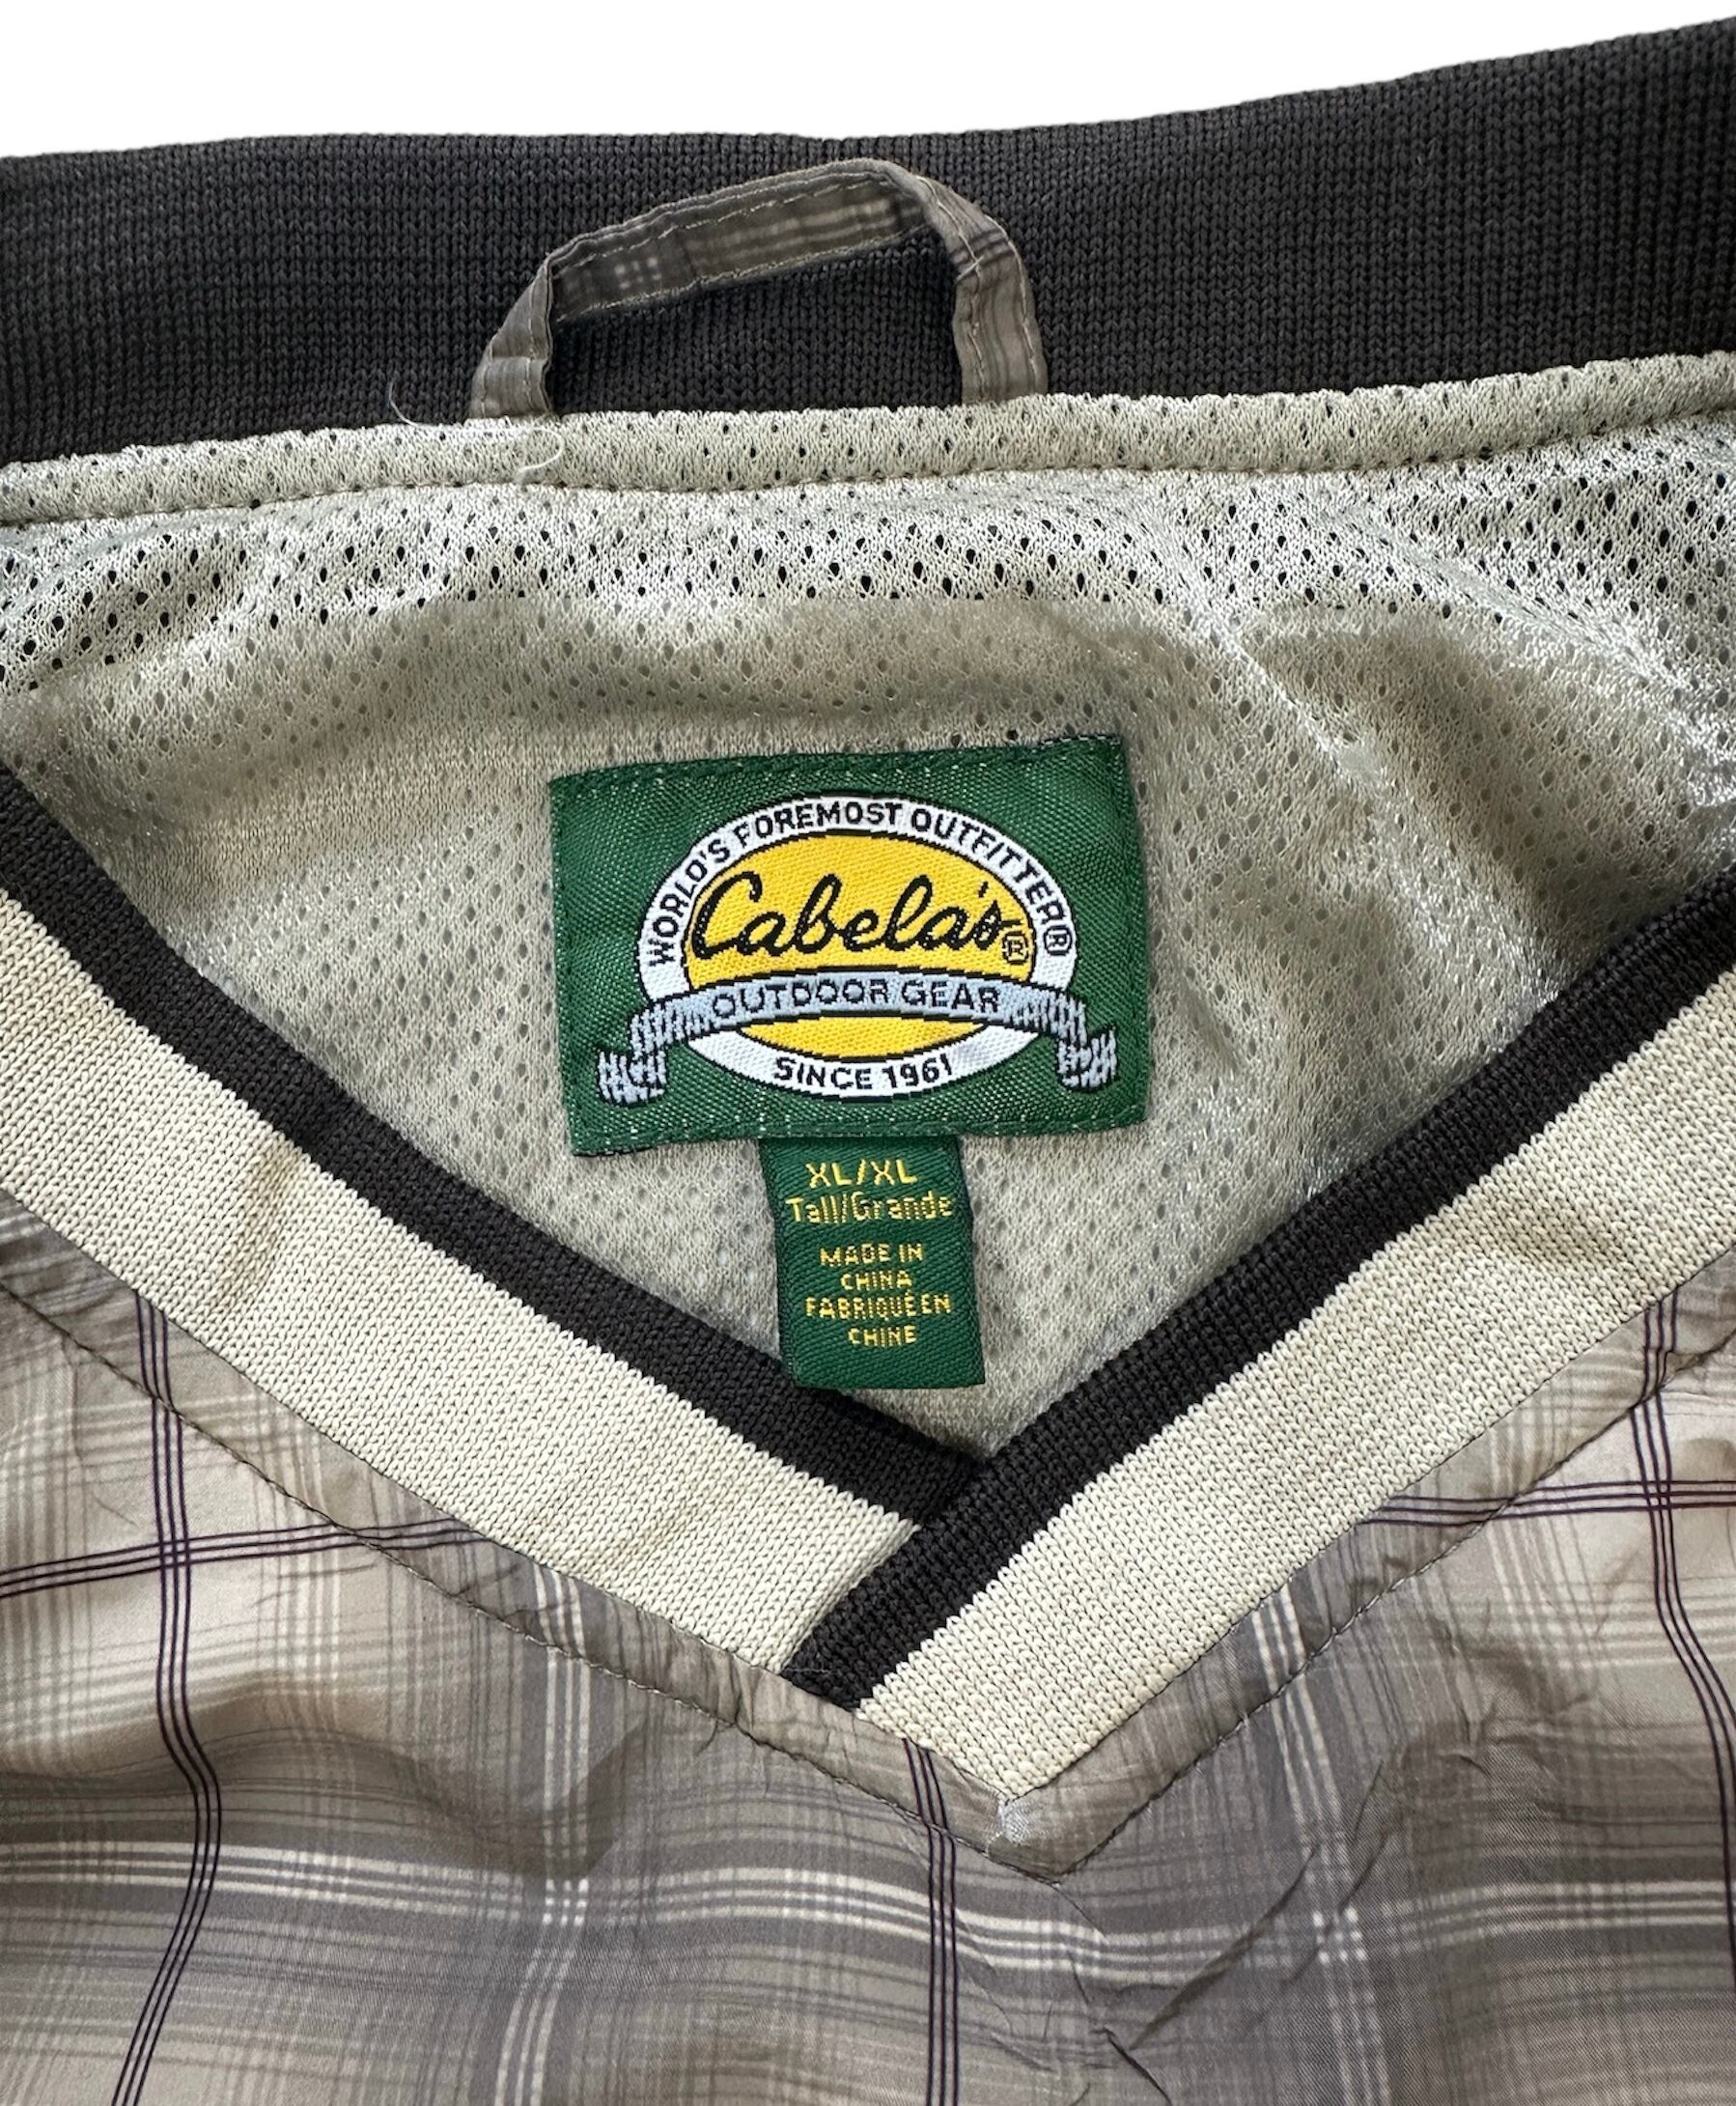 WORLD'S FOREMOST OUTFITTER®
Cabela's®
OUTDOOR GEAR
SINCE 1961
XL/XL
Tall/Grande
MADE IN
CHINA
FABRIQUÉ EN
CHINE